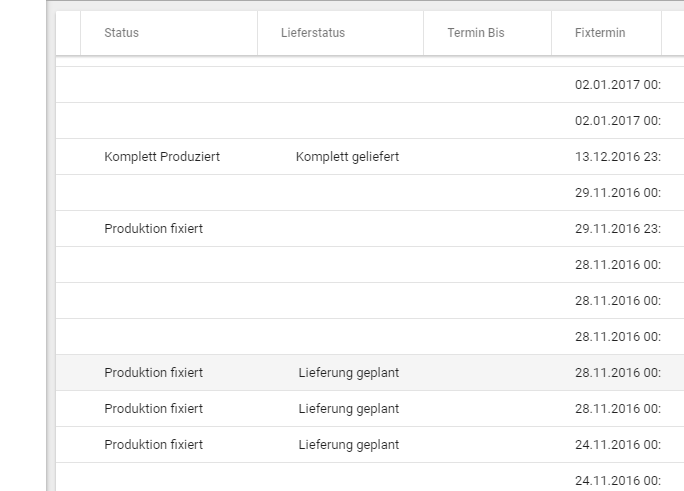 Status Lieferstatus Termin Bis Fixtermin
02.01.2017 00:
02.01.2017 00:
Komplett Produziert Komplett geliefert 13.12.2016 23:
29.11.2016 00:
Produktion fixiert 29.11.2016 23:
28.11.2016 00:
28.11.2016 00:
28.11.2016 00:
Produktion fixiert Lieferung geplant 28.11.2016 00:
Produktion fixiert Lieferung geplant 28.11.2016 00:
Produktion fixiert Lieferung geplant 24.11.2016 00:
24.11.2016 00: